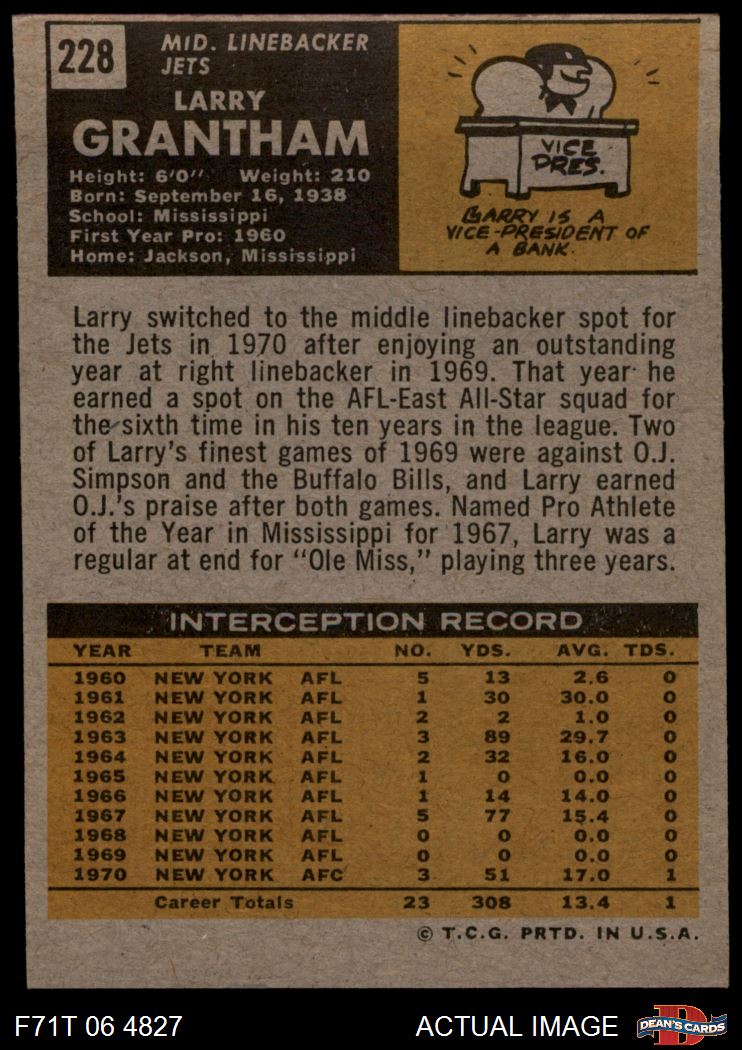 228
MID. LINEBACKER
JETS
LARRY
GRANTHAM
Height: 6'0" Weight: 210
Born: September 16, 1938
School: Mississippi
First Year Pro: 1960
Home: Jackson, Mississippi
VICE
PRES.
LARRY IS A
VICE-PRESIDENT OF
A BANK.
Larry switched to the middle linebacker spot for
the Jets in 1970 after enjoying an outstanding
year at right linebacker in 1969. That year he
earned a spot on the AFL-East All-Star squad for
the sixth time in his ten years in the league. Two
of Larry's finest games of 1969 were against O.J.
Simpson and the Buffalo Bills, and Larry earned
O.J.'s praise after both games. Named Pro Athlete
of the Year in Mississippi for 1967, Larry was a
regular at end for "Ole Miss," playing three years.
INTERCEPTION RECORD
YEAR TEAM NO. YDS. AVG. TDS.
1960 NEW YORK AFL 5 13 2.6 0
1961 NEW YORK AFL 1 30 30.0 0
1962 NEW YORK AFL 2 2 1.0 0
1963 NEW YORK AFL 3 89 29.7 0
1964 NEW YORK AFL 2 32 16.0 0
1965 NEW YORK AFL 1 0 0.0 0
1966 NEW YORK AFL 1 14 14.0 0
1967 NEW YORK AFL 5 77 15.4 0
1968 NEW YORK AFL 0 0 0.0 0
1969 NEW YORK AFL 0 0 0.0 0
1970 NEW YORK AFC 3 51 17.0 1
Career Totals 23 308 13.4 1
© T.C.G. PRTD. IN U.S.A.
F71T 06 4827 ACTUAL IMAGE D DEAN'S CARDS